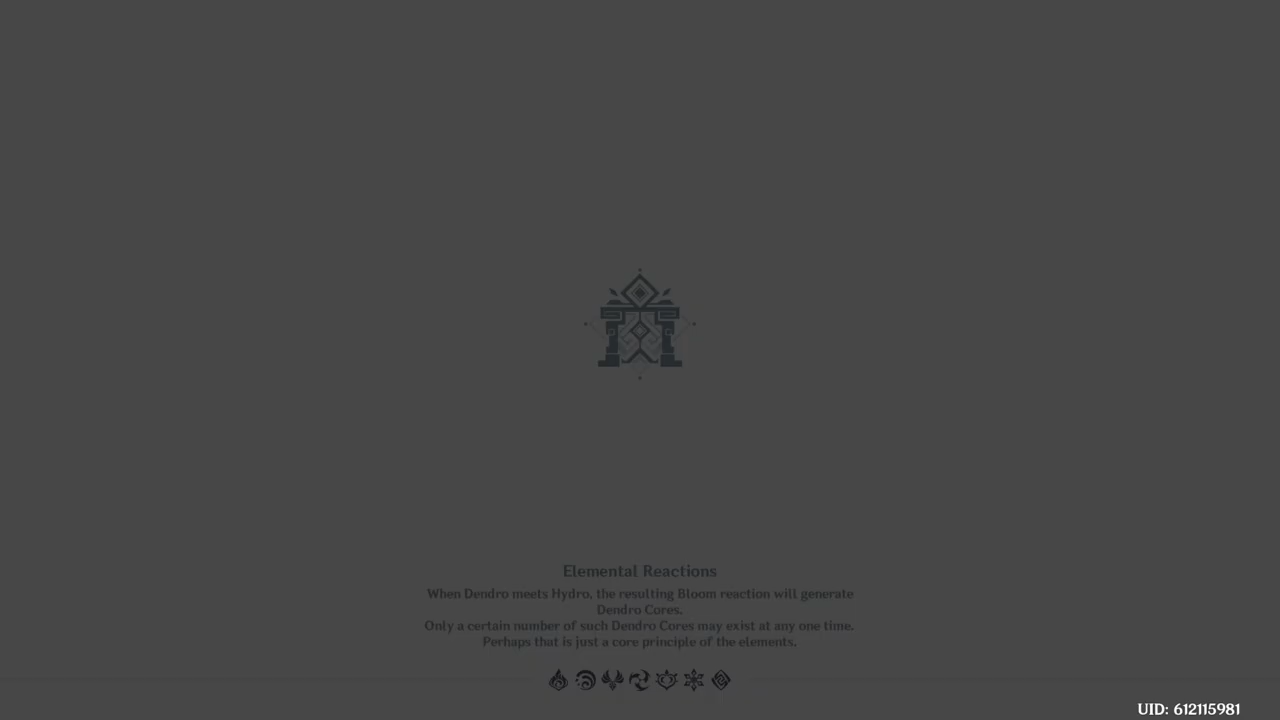 Elemental Reactions
When Dendro meets Hydro, the resulting Bloom reaction will generate
Dendro Cores.
Only a certain number of such Dendro Cores may exist at any one time.
Perhaps that is just a core principle of the elements.
UID: 612115981